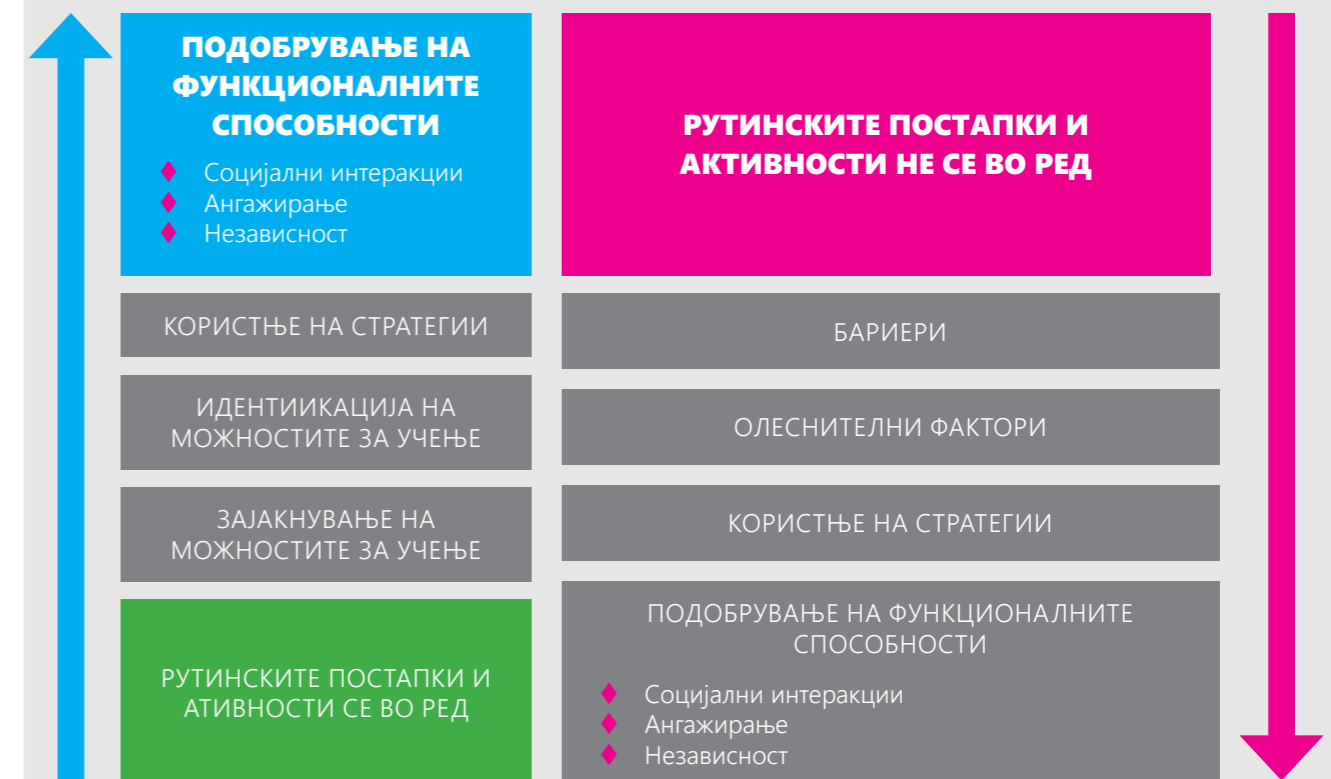 ПОДОБРУВАЊЕ НА
ФУНКЦИОНАЛНИТЕ
СПОСОБНОСТИ
Социјални интеракции
Ангажирање
Независност
КОРИСТЊЕ НА СТРАТЕГИИ
ИДЕНТИИКАЦИЈА НА
МОЖНОСТИТЕ ЗА УЧЕЊЕ
ЗАЈАКНУВАЊЕ НА
МОЖНОСТИТЕ ЗА УЧЕЊЕ
РУТИНСКИТЕ ПОСТАПКИ И
АТИВНОСТИ СЕ ВО РЕД
РУТИНСКИТЕ ПОСТАПКИ И
АКТИВНОСТИ НЕ СЕ ВО РЕД
БАРИЕРИ
ОЛЕСНИТЕЛНИ ФАКТОРИ
КОРИСТЊЕ НА СТРАТЕГИИ
ПОДОБРУВАЊЕ НА ФУНКЦИОНАЛНИТЕ
СПОСОБНОСТИ
Социјални интеракции
Ангажирање
Независност